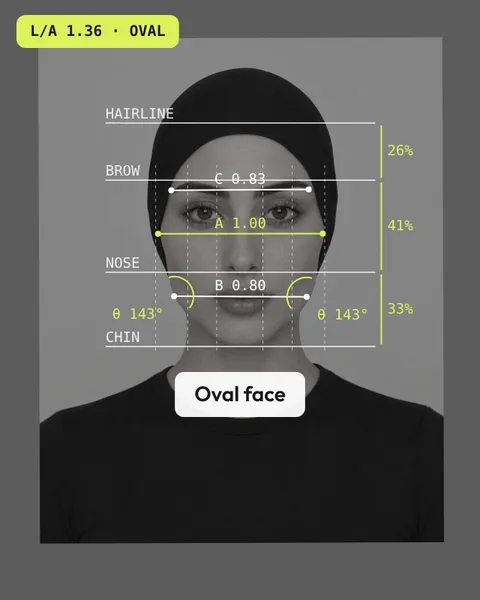 L/A 1.36 · OVAL
HAIRLINE
26%
BROW
C 0.83
A 1.00
41%
NOSE
B 0.80
θ 143°
θ 143°
33%
CHIN
Oval face